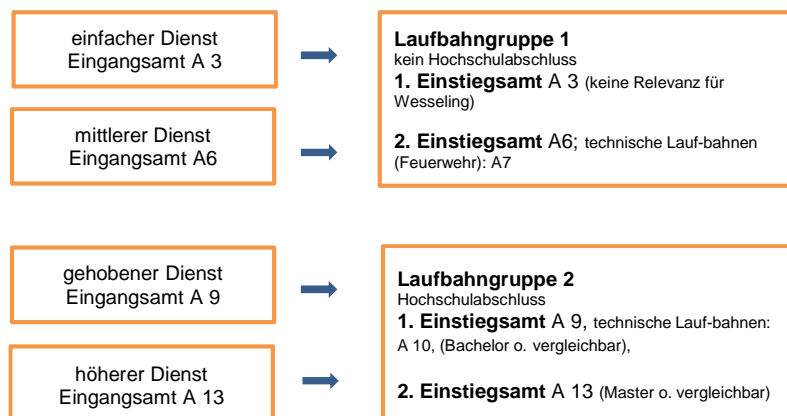 einfacher Dienst
Eingangsamt A 3
Laufbahngruppe 1
kein Hochschulabschluss
1. Einstiegsamt A 3 (keine Relevanz für
Wesseling)
mittlerer Dienst
Eingangsamt A6
2. Einstiegsamt A6; technische Lauf-bahnen
(Feuerwehr): A7
gehobener Dienst
Eingangsamt A 9
Laufbahngruppe 2
Hochschulabschluss
1. Einstiegsamt A 9, technische Lauf-bahnen:
A 10, (Bachelor o. vergleichbar),
höherer Dienst
Eingangsamt A 13
2. Einstiegsamt A 13 (Master o. vergleichbar)